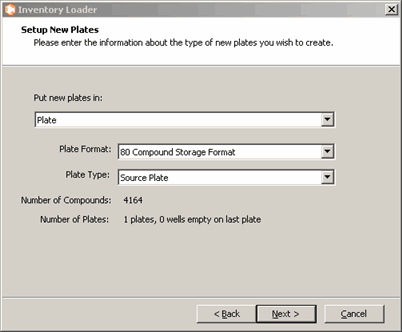 Inventory Loader
Setup New Plates
Please enter the information about the type of new plates you wish to create.
Put new plates in:
Plate
Plate Format: 80 Compound Storage Format
Plate Type: Source Plate
Number of Compounds: 4164
Number of Plates: 1 plates, 0 wells empty on last plate
< Back Next > Cancel